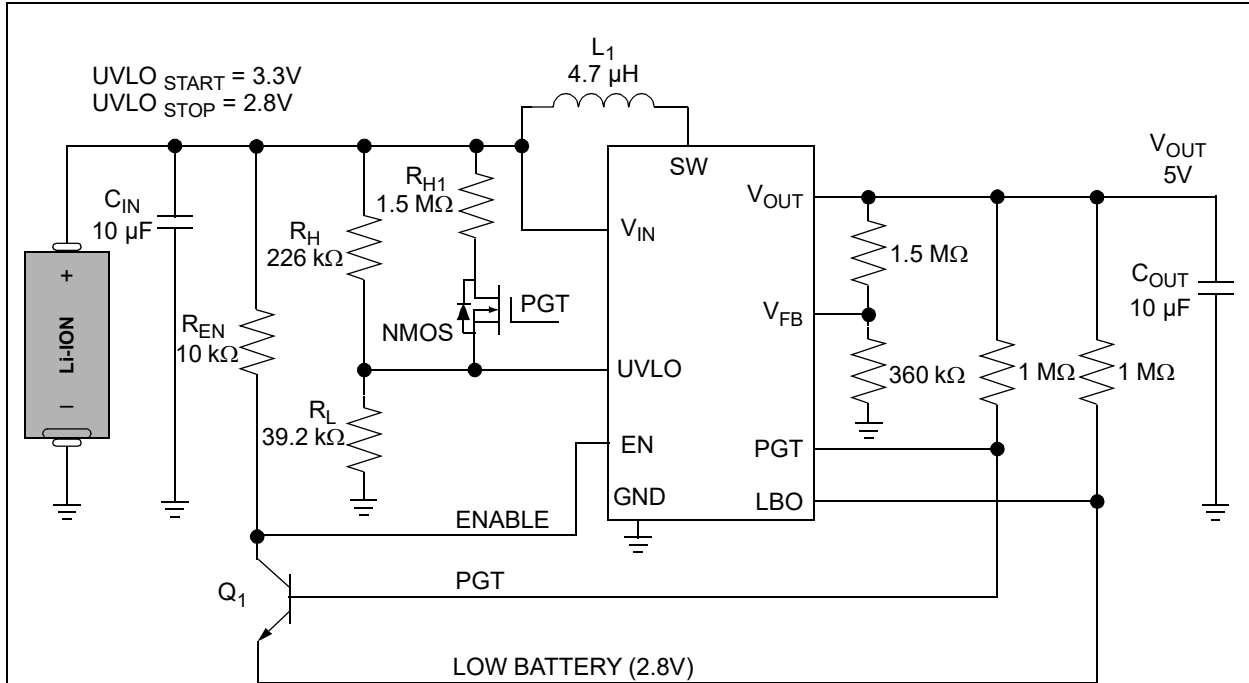 UVLO START = 3.3V
UVLO STOP = 2.8V
L1
4.7 µH
SW
VOUT
5V
CIN
10 µF
RH
226 kΩ
RH1
1.5 MΩ
VIN
VOUT
1.5 MΩ
COUT
10 µF
Li-ION
+
–
REN
10 kΩ
NMOS
PGT
VFB
UVLO
360 kΩ
1 MΩ
1 MΩ
RL
39.2 kΩ
EN
PGT
GND
LBO
ENABLE
Q1
PGT
LOW BATTERY (2.8V)